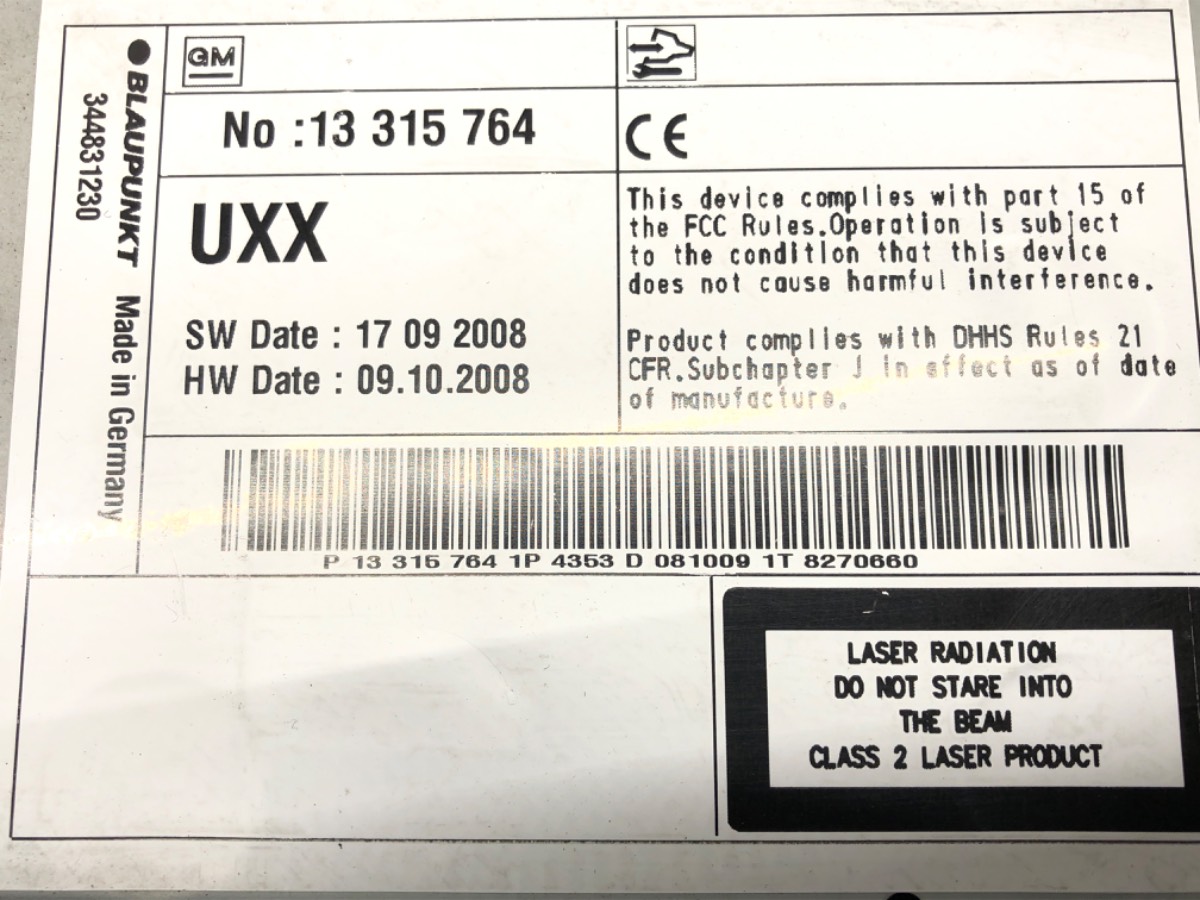 BLAUPUNKT Made in Germany
344831230
GM
No :13 315 764
UXX
SW Date : 17 09 2008
HW Date : 09.10.2008
CE
This device complies with part 15 of
the FCC Rules.Operation is subject
to the condition that this device
does not cause harmful interference.
Product complies with DHHS Rules 21
CFR.Subchapter J in effect as of date
of manufacture.
P 13 315 764 1P 4353 D 081009 1T 8270660
LASER RADIATION
DO NOT STARE INTO
THE BEAM
CLASS 2 LASER PRODUCT